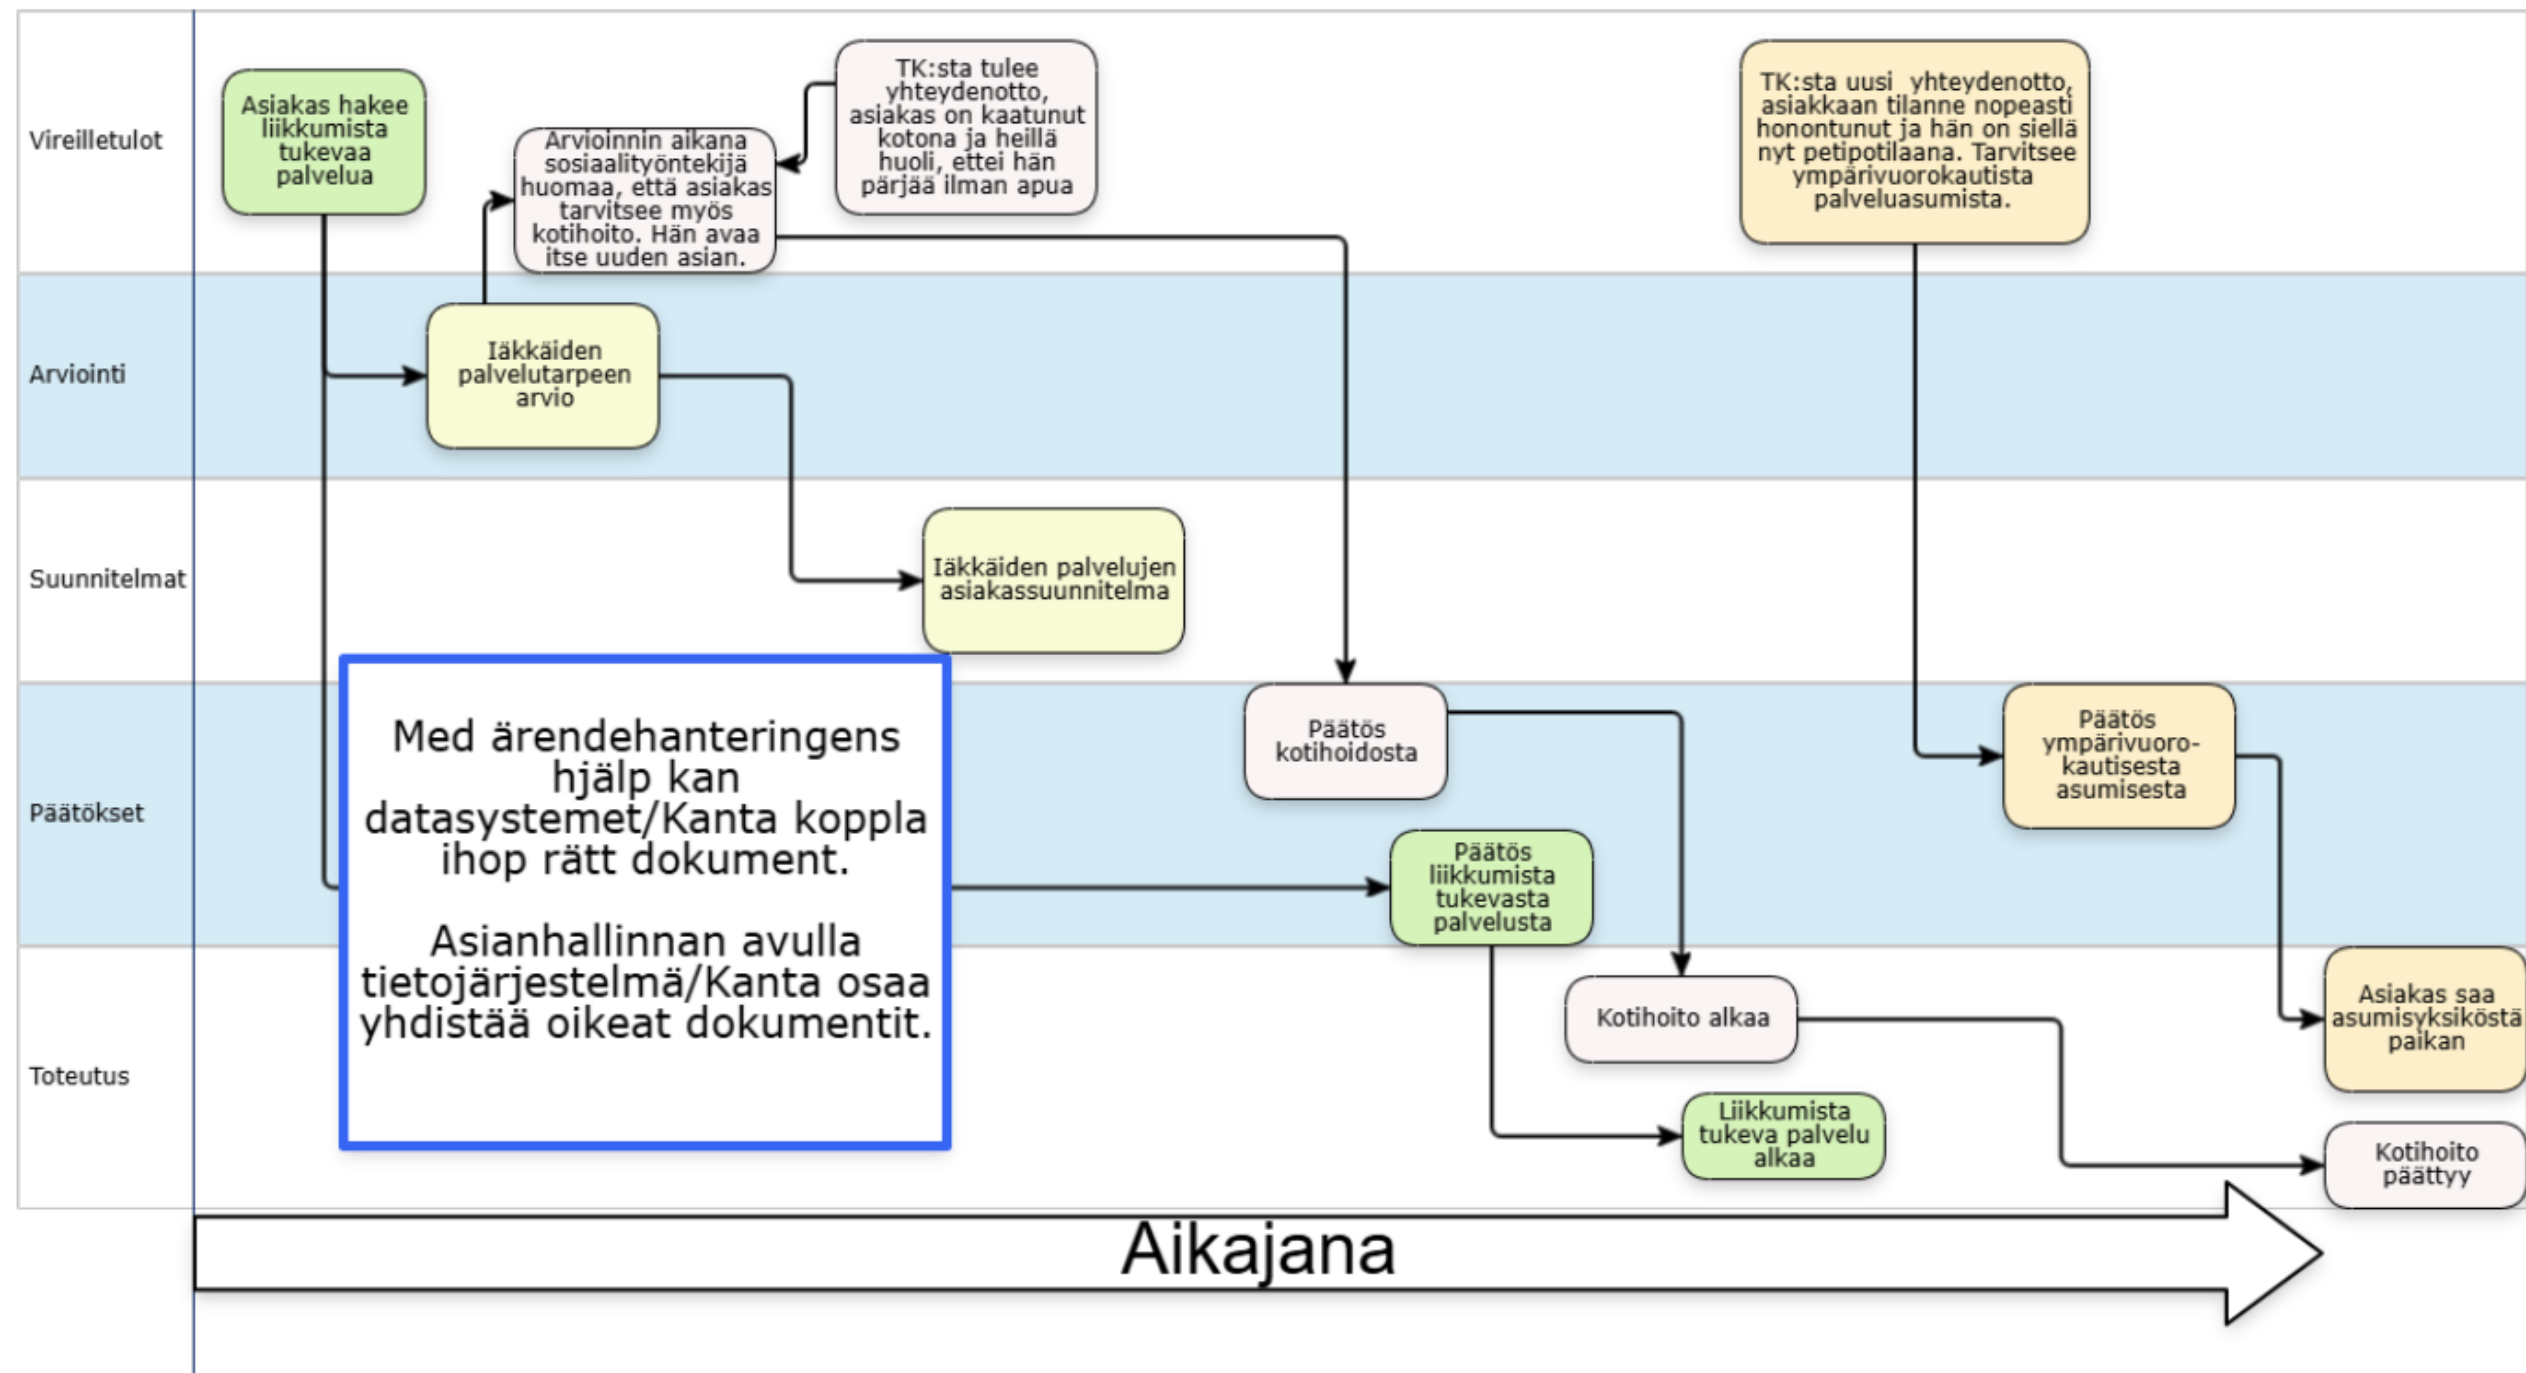 Vireilletulot
Asiakas hakee
liikkumista
tukevaa
palvelua
Arvioinnin aikana
sosiaalityöntekijä
huomaa, että asiakas
tarvitsee myös
kotihoito. Hän avaa
itse uuden asian.
TK:sta tulee
yhteydenotto,
asiakas on kaatunut
kotona ja heillä
huoli, ettei hän
pärjää ilman apua
TK:sta uusi yhteydenotto,
asiakkaan tilanne nopeasti
honontunut ja hän on siellä
nyt petipotilaana. Tarvitsee
ympärivuorokautista
palveluasumista.
Arviointi
Iäkkäiden
palvelutarpeen
arvio
Suunnitelmat
Iäkkäiden palvelujen
asiakassuunnitelma
Päätökset
Med ärendehanteringens
hjälp kan
datasystemet/Kanta koppla
ihop rätt dokument.
Asianhallinnan avulla
tietojärjestelmä/Kanta osaa
yhdistää oikeat dokumentit.
Päätös
kotihoidosta
Päätös
liikkumista
tukevasta
palvelusta
Päätös
ympärivuoro-
kautisesta
asumisesta
Toteutus
Kotihoito alkaa
Liikkumista
tukeva palvelu
alkaa
Asiakas saa
asumisyksiköstä
paikan
Kotihoito
päättyy
Aikajana